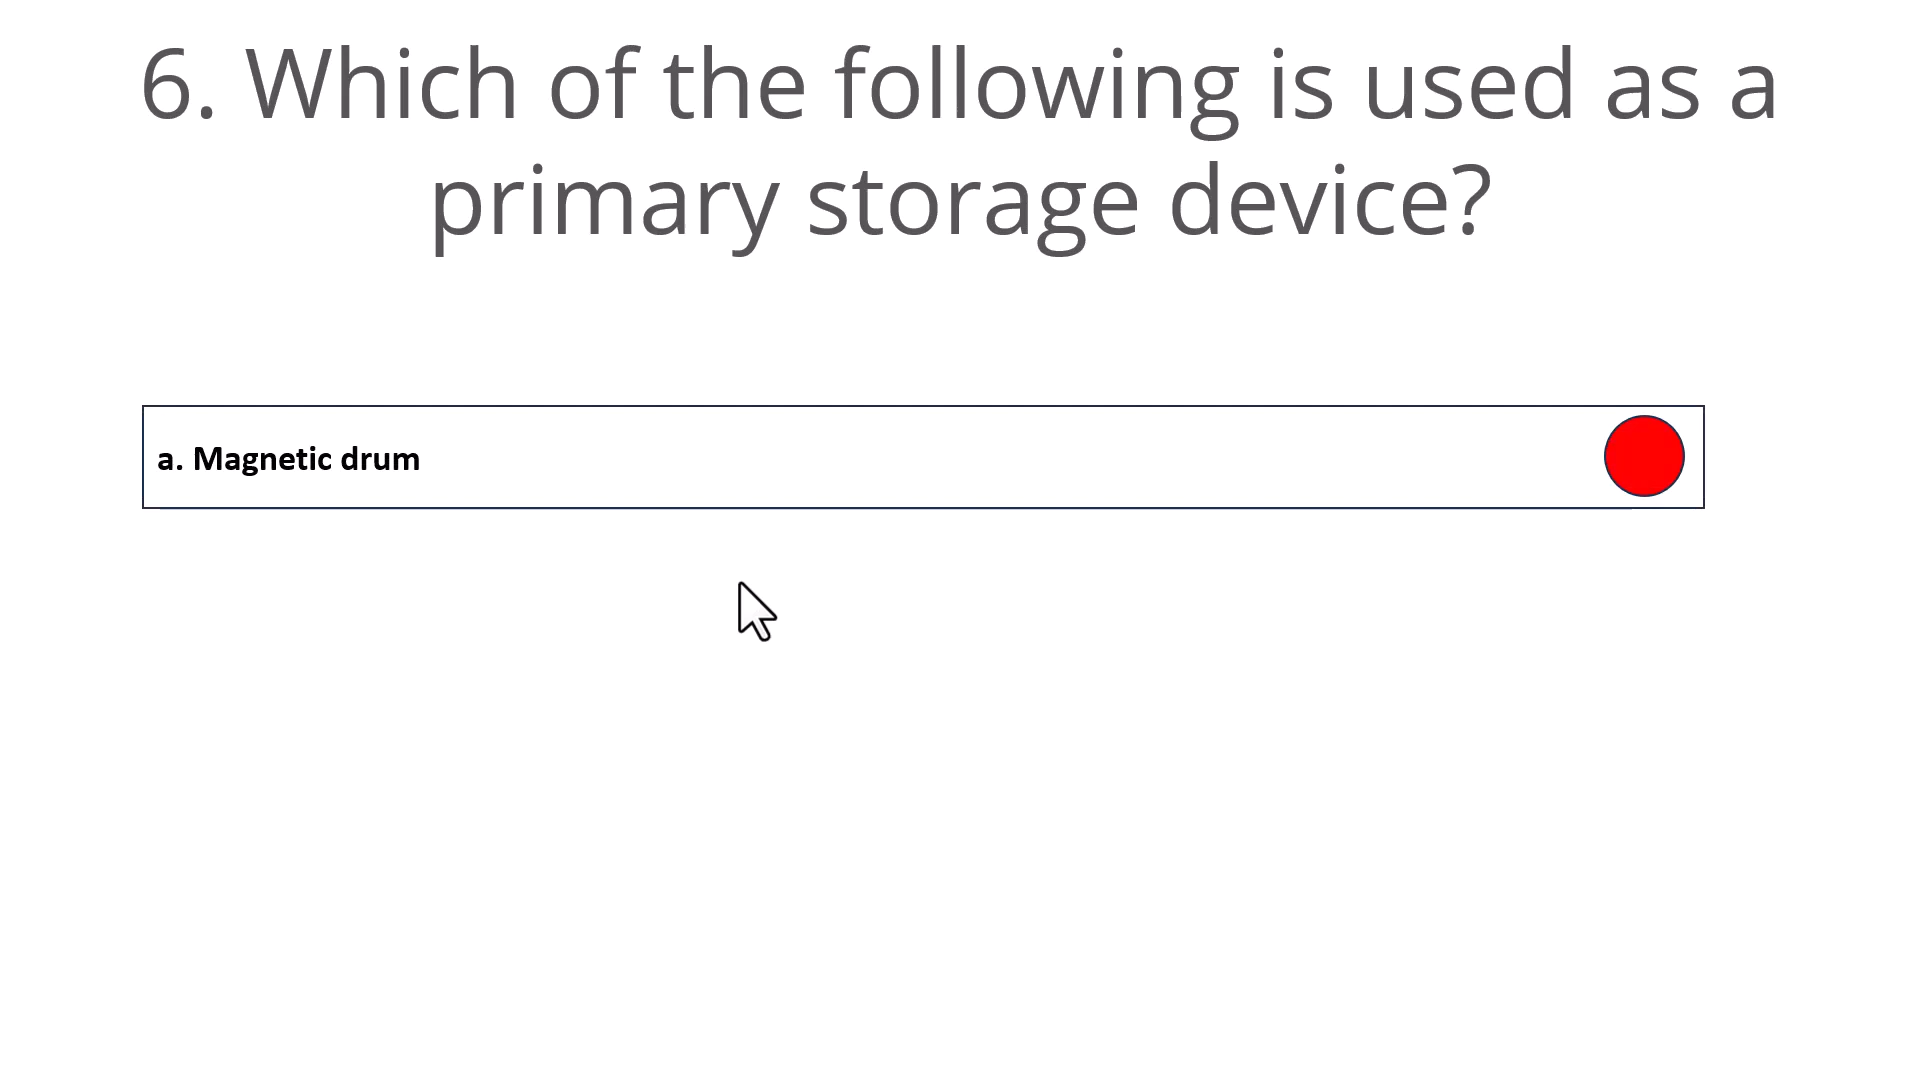 6. Which of the following is used as a
primary storage device?
a. Magnetic drum